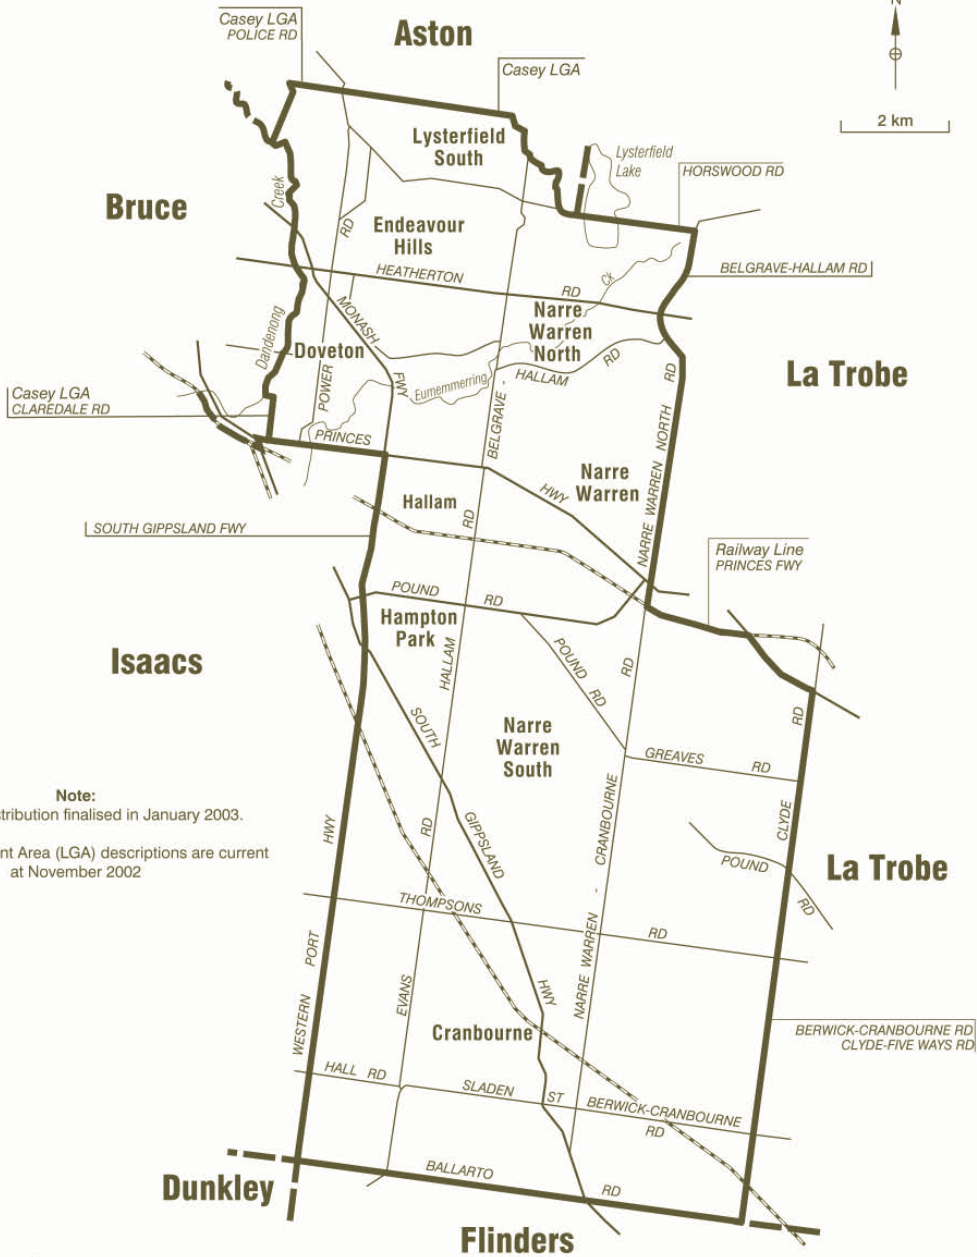 Casey LGA
POLICE RD
Aston
Casey LGA
N
2 km
Lysterfield
South
Lysterfield
Lake
HORSWOOD RD
Bruce
Creek
RD
Endeavour
Hills
HEATHERTON
RD
Ck
BELGRAVE-HALLAM RD
MONASH
FWY
Narre
Warren
North
Dandenong
Doveton
POWER
HALLAM
RD
RD
La Trobe
Eumemmerring
BELGRAVE -
Casey LGA
CLAREDALE RD
PRINCES
HWY
Narre
Warren
NARRE WARREN NORTH
Hallam
RD
SOUTH GIPPSLAND FWY
Railway Line
PRINCES FWY
POUND
RD
Hampton
Park
Isaacs
HALLAM
POUND
RD
RD
SOUTH
Narre
Warren
South
RD
GREAVES
RD
Note:
tribution finalised in January 2003.
nt Area (LGA) descriptions are current
at November 2002
HWY
RD
GIPPSLAND
CRANBOURNE
CLYDE
POUND
RD
La Trobe
THOMPSONS
RD
WESTERN PORT
EVANS
HWY
NARRE WARREN -
Cranbourne
BERWICK-CRANBOURNE RD
CLYDE-FIVE WAYS RD
HALL RD
SLADEN
ST
BERWICK-CRANBOURNE
RD
BALLARTO
RD
Dunkley
Flinders